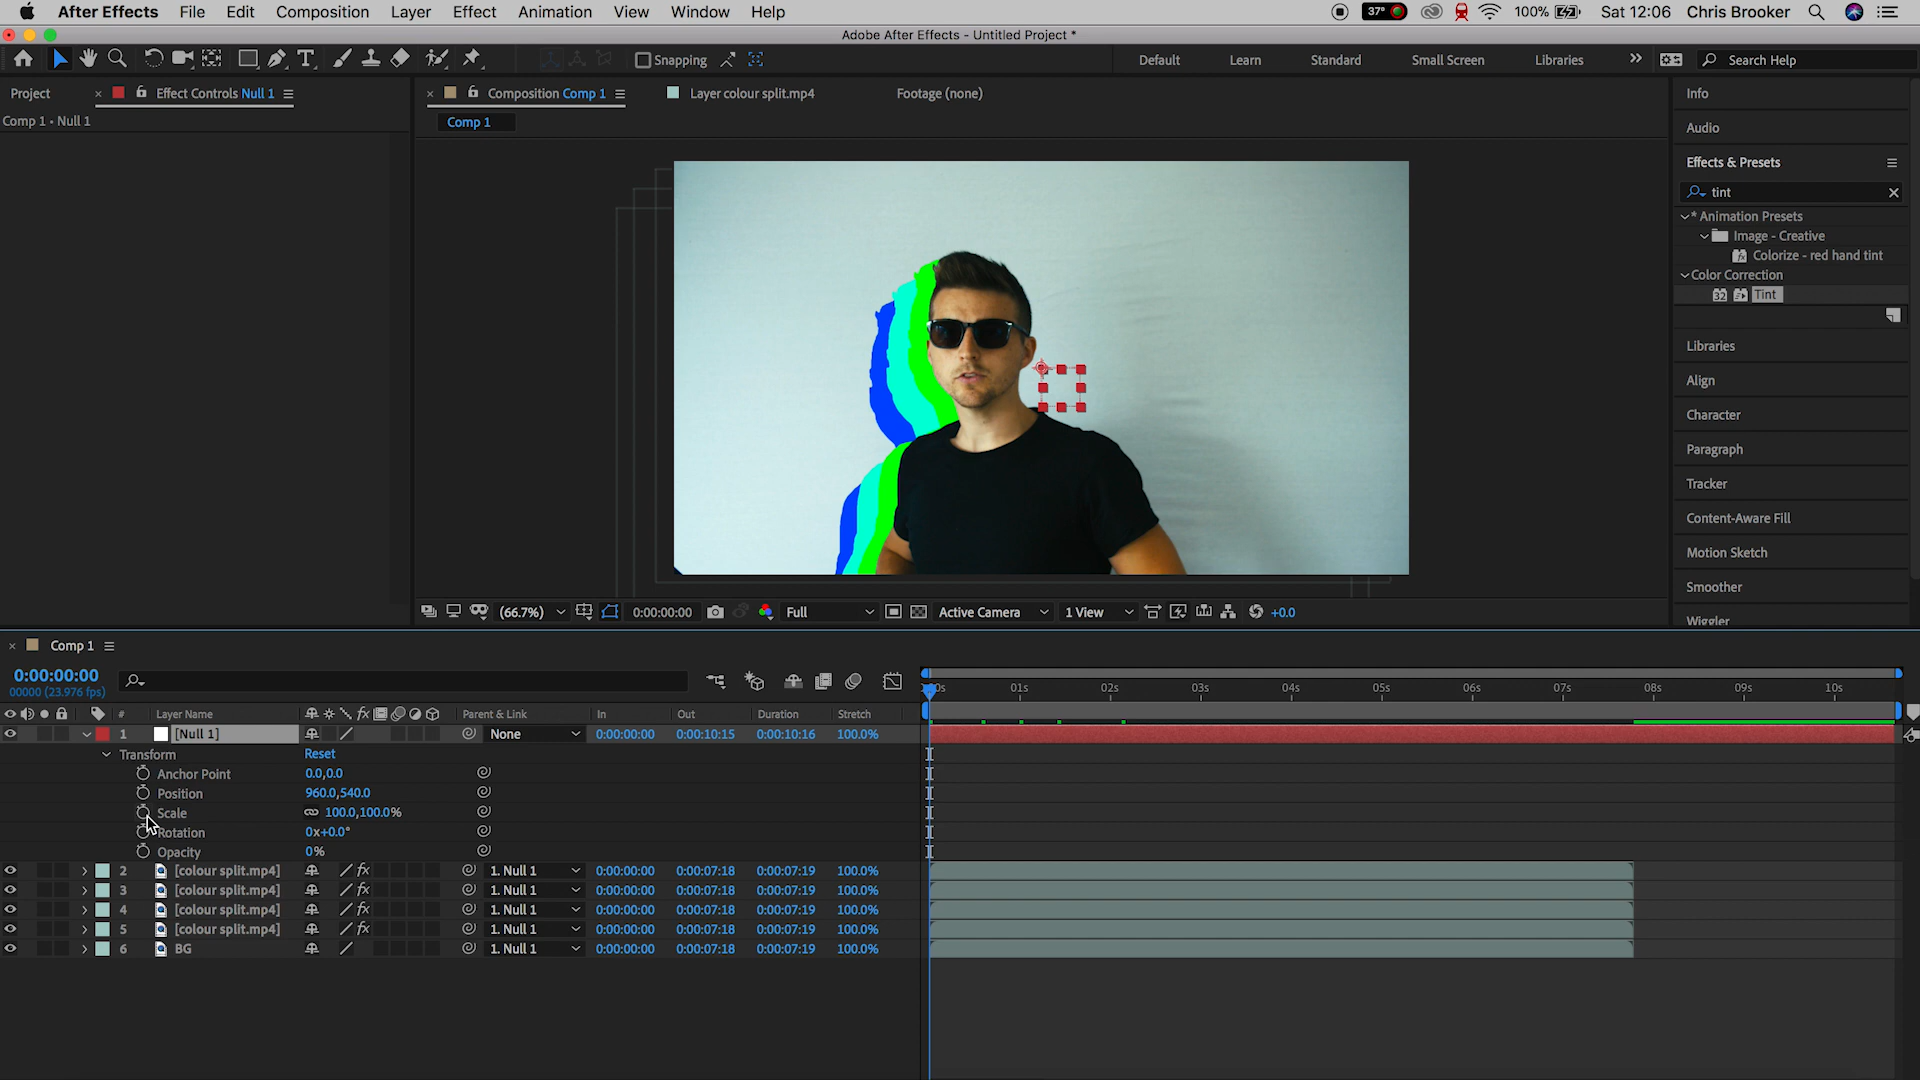 After Effects File Edit Composition Layer Effect Animation View Window Help 37° 100% Sat 12:06 Chris Brooker
Adobe After Effects - Untitled Project *
T Snapping Default Learn Standard Small Screen Libraries » Search Help
Project × Effect Controls Null 1 × Composition Comp 1 Layer colour split.mp4 Footage (none) Info
Comp 1 • Null 1
Comp 1
Audio
Effects & Presets
tint
* Animation Presets
Image - Creative
Colorize - red hand tint
Color Correction
32 Tint
Libraries
Align
Character
Paragraph
Tracker
Content-Aware Fill
Motion Sketch
Smoother
Wiggler
(66.7%) 0:00:00:00 Full Active Camera 1 View +0.0
× Comp 1
0:00:00:00
00000 (23.976 fps)
:00s 01s 02s 03s 04s 05s 06s 07s 08s 09s 10s
# Layer Name fx Parent & Link In Out Duration Stretch
1 [Null 1] None 0:00:00:00 0:00:10:15 0:00:10:16 100.0%
Transform Reset
Anchor Point 0.0,0.0
Position 960.0,540.0
Scale 100.0,100.0%
Rotation 0x+0.0°
Opacity 0%
2 [colour split.mp4] fx 1. Null 1 0:00:00:00 0:00:07:18 0:00:07:19 100.0%
3 [colour split.mp4] fx 1. Null 1 0:00:00:00 0:00:07:18 0:00:07:19 100.0%
4 [colour split.mp4] fx 1. Null 1 0:00:00:00 0:00:07:18 0:00:07:19 100.0%
5 [colour split.mp4] fx 1. Null 1 0:00:00:00 0:00:07:18 0:00:07:19 100.0%
6 BG 1. Null 1 0:00:00:00 0:00:07:18 0:00:07:19 100.0%